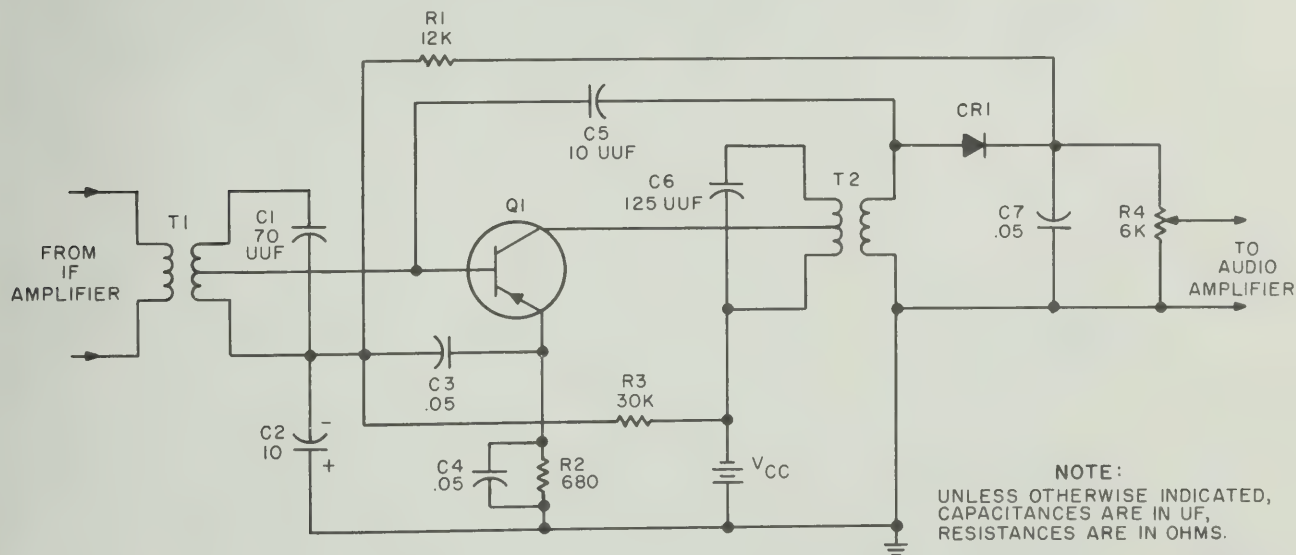 R1
12K
C5
10 UUF
CR1
C6
125 UUF
T2
Q1
T1
C1
70
UUF
FROM
IF
AMPLIFIER
C7
.05
R4
6K
TO
AUDIO
AMPLIFIER
C3
.05
R3
30K
C2
10
-
+
C4
.05
R2
680
VCC
NOTE:
UNLESS OTHERWISE INDICATED,
CAPACITANCES ARE IN UF,
RESISTANCES ARE IN OHMS.